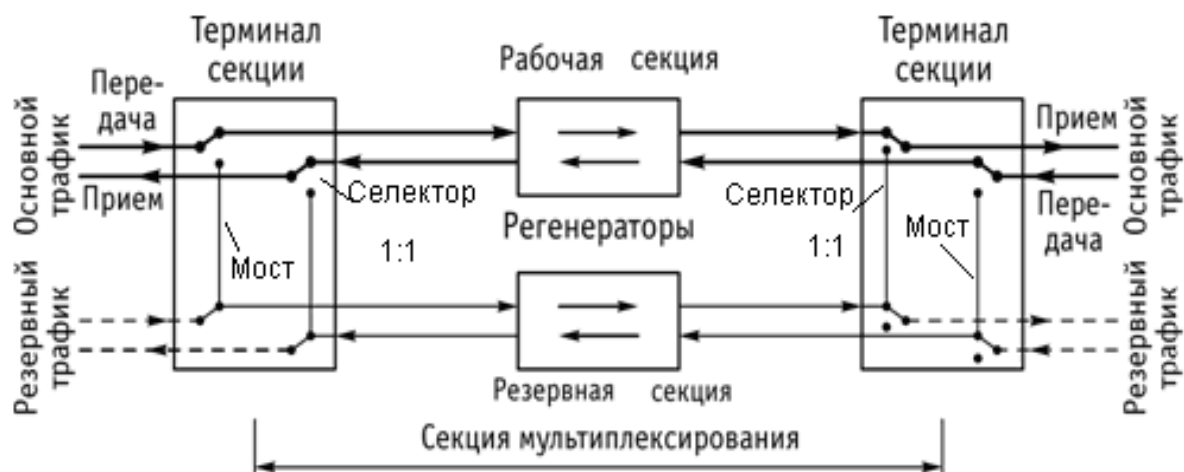 Терминал
секции
Рабочая секция
Терминал
секции
Пере-
дача
Прием
Основной
трафик
Прием
Селектор
Селектор
Основной
трафик
Регенераторы
Пере-
дача
Мост
1:1
1:1
Мост
Резервный
трафик
Резервный
трафик
Резервная секция
Секция мультиплексирования